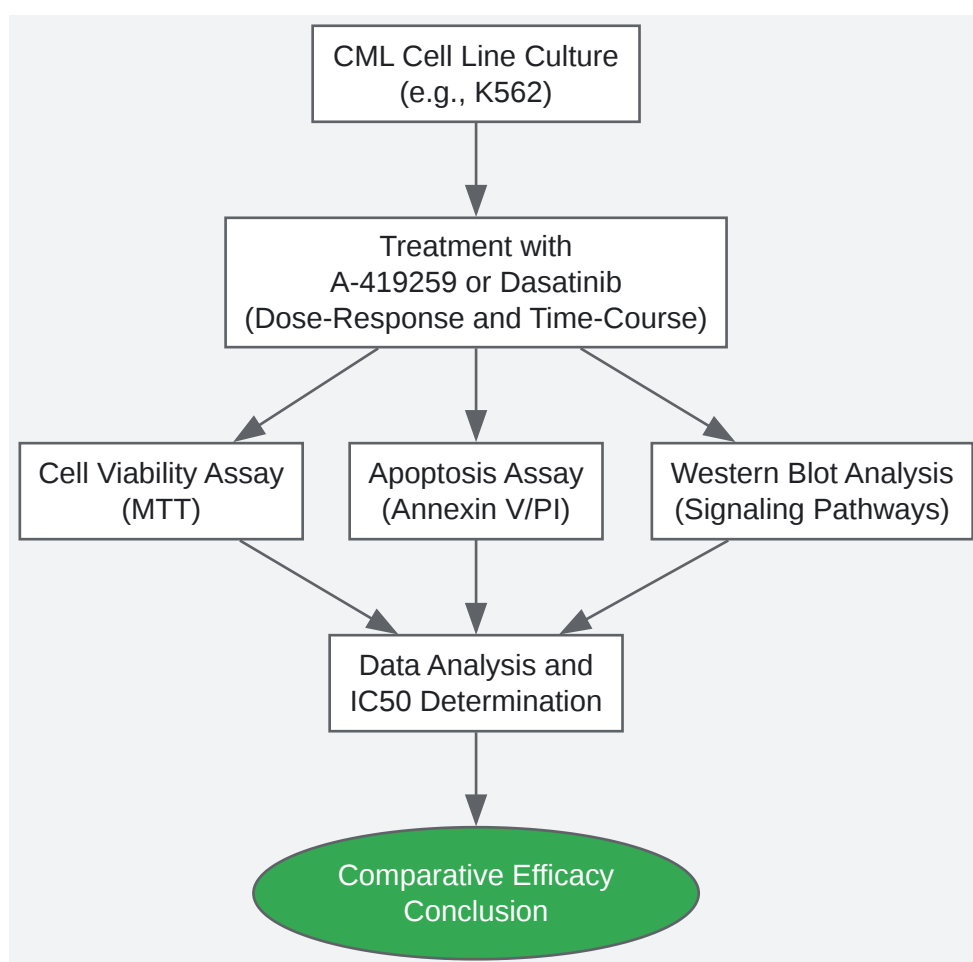 CML Cell Line Culture
(e.g., K562)
Treatment with
A-419259 or Dasatinib
(Dose-Response and Time-Course)
Cell Viability Assay
(MTT)
Apoptosis Assay
(Annexin V/PI)
Western Blot Analysis
(Signaling Pathways)
Data Analysis and
IC50 Determination
Comparative Efficacy
Conclusion